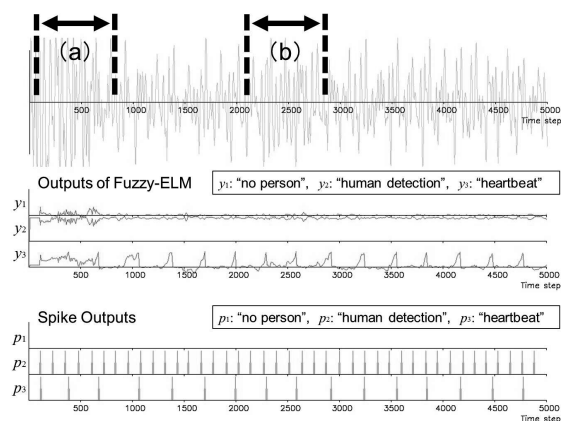 (a)
(b)
500 1000 1500 2000 2500 3000 3500 4000 4500 5000
Time step
Outputs of Fuzzy-ELM
y1: "no person", y2: "human detection", y3: "heartbeat"
y1
y2
y3
500 1000 1500 2000 2500 3000 3500 4000 4500 5000
Time step
Spike Outputs
p1: "no person", p2: "human detection", p3: "heartbeat"
p1
p2
p3
500 1000 1500 2000 2500 3000 3500 4000 4500 5000
Time step